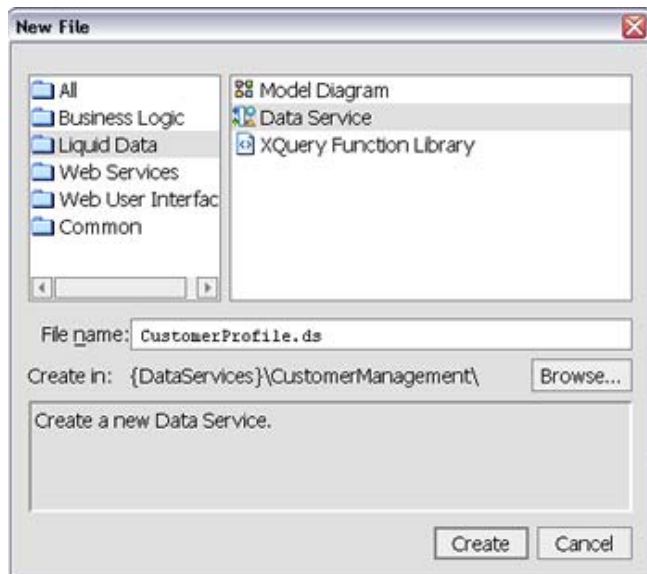 New File
All
Business Logic
Liquid Data
Web Services
Web User Interfac
Common
Model Diagram
Data Service
XQuery Function Library
File name: CustomerProfile.ds
Create in: {DataServices}\CustomerManagement\ Browse...
Create a new Data Service.
Create Cancel